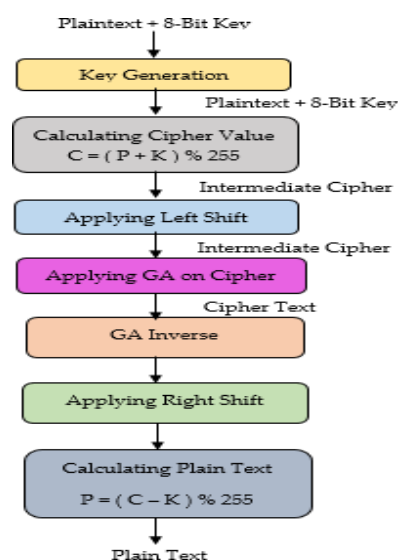 Plaintext + 8-Bit Key
Key Generation
Plaintext + 8-Bit Key
Calculating Cipher Value
C = ( P + K ) % 255
Intermediate Cipher
Applying Left Shift
Intermediate Cipher
Applying GA on Cipher
Cipher Text
GA Inverse
Applying Right Shift
Calculating Plain Text
P = ( C – K ) % 255
Plain Text